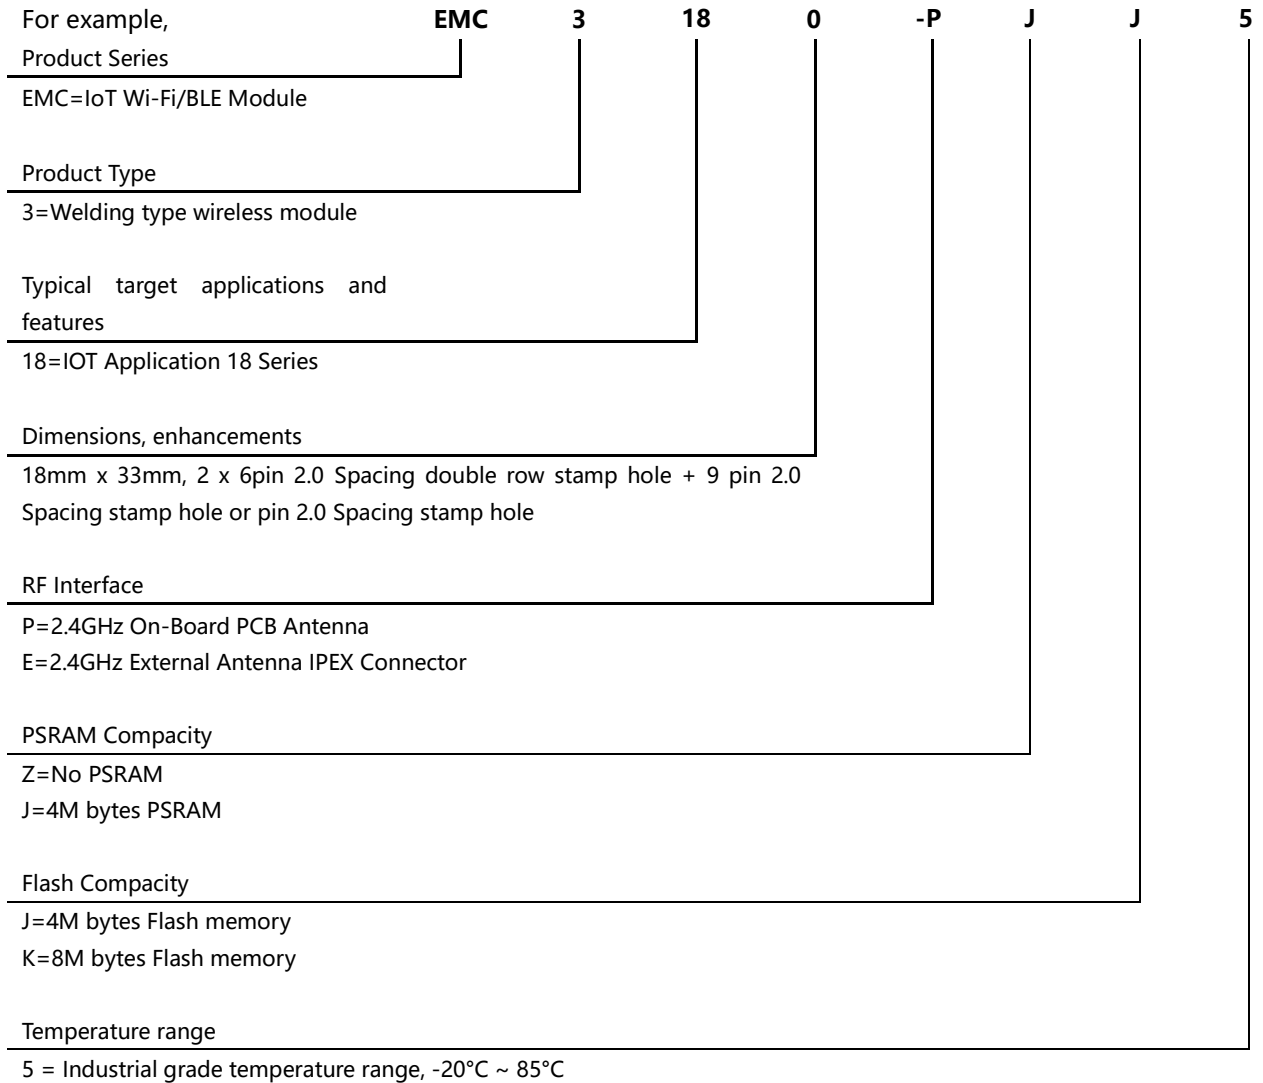 For example, EMC 3 18 0 -P J J 5
Product Series
EMC=IoT Wi-Fi/BLE Module
Product Type
3=Welding type wireless module
Typical target applications and
features
18=IOT Application 18 Series
Dimensions, enhancements
18mm x 33mm, 2 x 6pin 2.0 Spacing double row stamp hole + 9 pin 2.0
Spacing stamp hole or pin 2.0 Spacing stamp hole
RF Interface
P=2.4GHz On-Board PCB Antenna
E=2.4GHz External Antenna IPEX Connector
PSRAM Compacity
Z=No PSRAM
J=4M bytes PSRAM
Flash Compacity
J=4M bytes Flash memory
K=8M bytes Flash memory
Temperature range
5 = Industrial grade temperature range, -20°C ~ 85°C